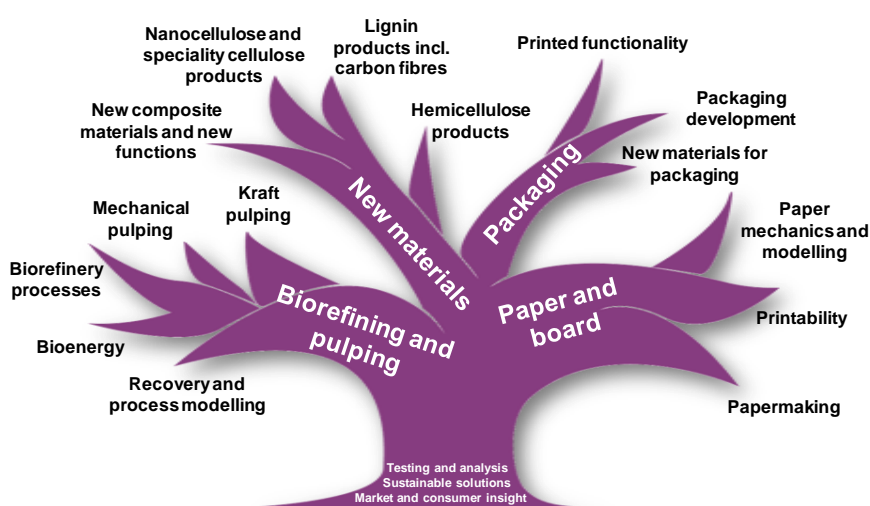 Nanocellulose and
speciality cellulose
products
Lignin
products incl.
carbon fibres
Printed functionality
New composite
materials and new
functions
Hemicellulose
products
Packaging
development
New materials for
packaging
Kraft
pulping
Mechanical
pulping
Biorefinery
processes
Bioenergy
Recovery and
process modelling
Paper
mechanics and
modelling
Printability
Papermaking
New materials
Packaging
Biorefining and
pulping
Paper and
board
Testing and analysis
Sustainable solutions
Market and consumer insight